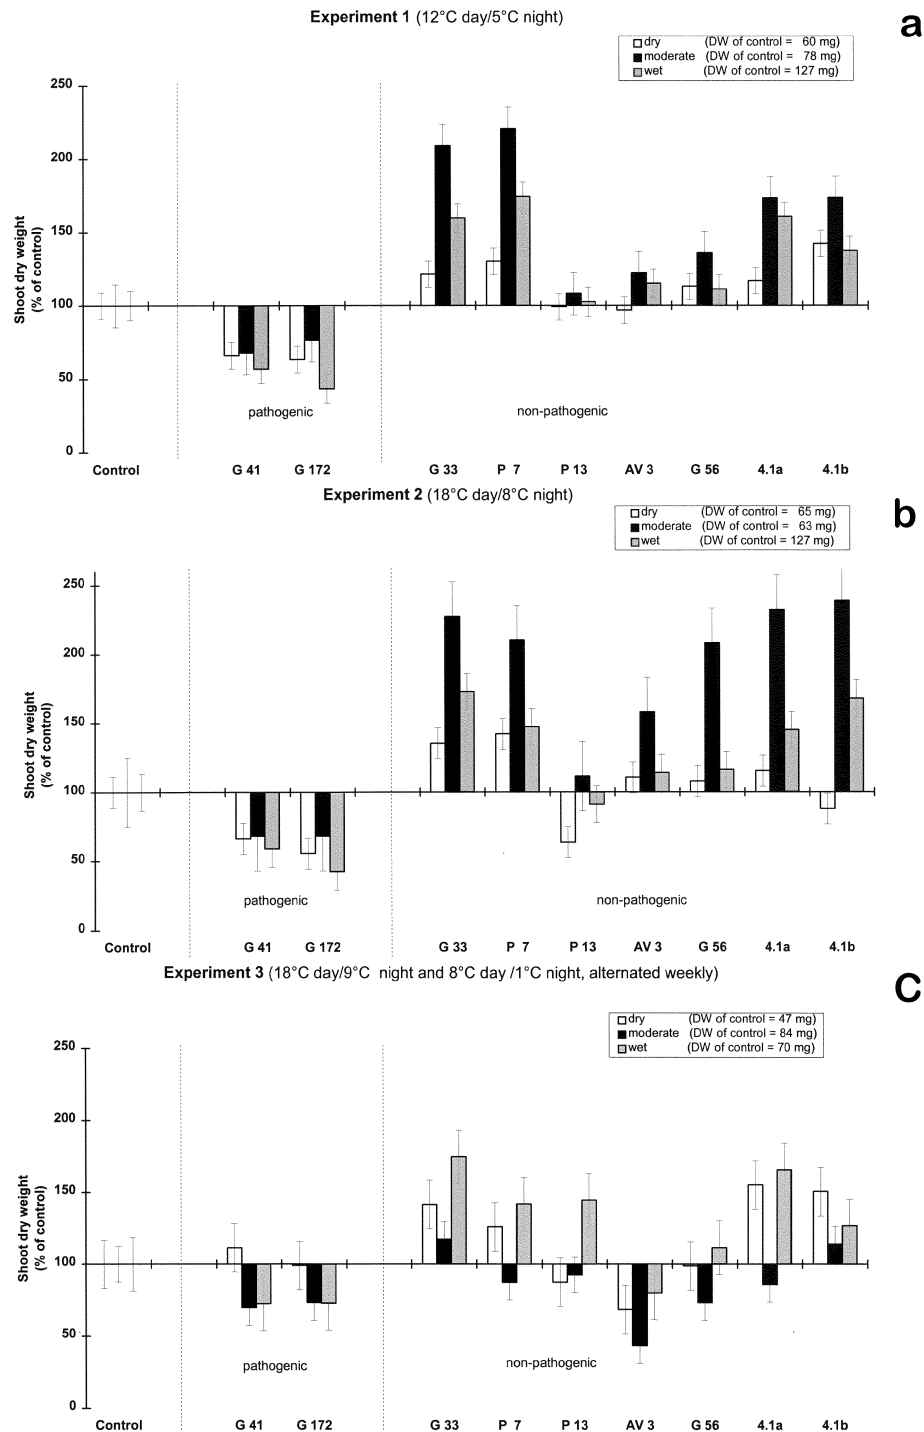 Experiment 1 (12°C day/5°C night)
a
dry (DW of control = 60 mg)
moderate (DW of control = 78 mg)
wet (DW of control = 127 mg)
250
200
150
100
50
0
Shoot dry weight
(% of control)
pathogenic
non-pathogenic
Control G 41 G 172 G 33 P 7 P 13 AV 3 G 56 4.1a 4.1b
Experiment 2 (18°C day/8°C night)
b
dry (DW of control = 65 mg)
moderate (DW of control = 63 mg)
wet (DW of control = 127 mg)
250
200
150
100
50
0
Shoot dry weight
(% of control)
pathogenic
non-pathogenic
Control G 41 G 172 G 33 P 7 P 13 AV 3 G 56 4.1a 4.1b
Experiment 3 (18°C day/9°C night and 8°C day /1°C night, alternated weekly)
C
dry (DW of control = 47 mg)
moderate (DW of control = 84 mg)
wet (DW of control = 70 mg)
250
200
150
100
50
0
Shoot dry weight
(% of control)
pathogenic
non-pathogenic
Control G 41 G 172 G 33 P 7 P 13 AV 3 G 56 4.1a 4.1b